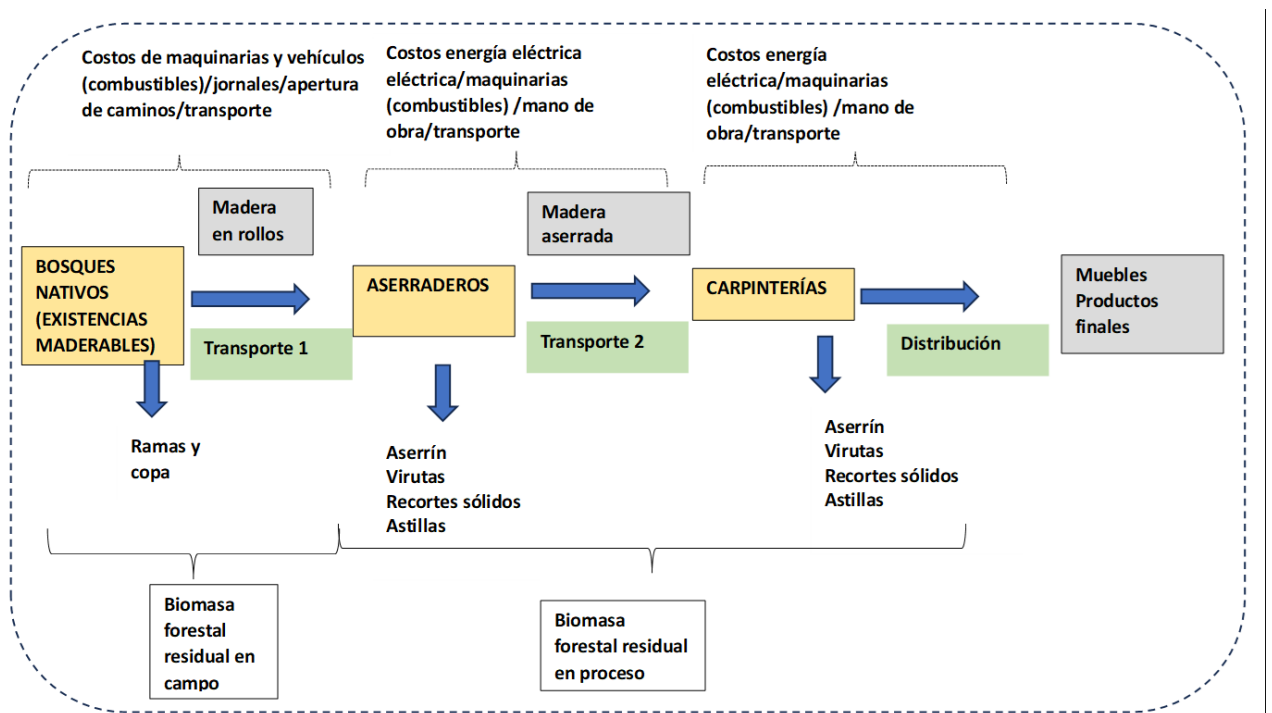 Costos de maquinarias y vehículos
(combustibles)/jornales/apertura
de caminos/transporte
Costos energía eléctrica
eléctrica/maquinarias
(combustibles) /mano de
obra/transporte
Costos energía
eléctrica/maquinarias
(combustibles) /mano de
obra/transporte
Madera
en rollos
Madera
aserrada
BOSQUES
NATIVOS
(EXISTENCIAS
MADERABLES)
ASERRADEROS
CARPINTERÍAS
Muebles
Productos
finales
Transporte 1
Transporte 2
Distribución
Ramas y
copa
Aserrín
Virutas
Recortes sólidos
Astillas
Aserrín
Virutas
Recortes sólidos
Astillas
Biomasa
forestal
residual en
campo
Biomasa
forestal residual
en proceso